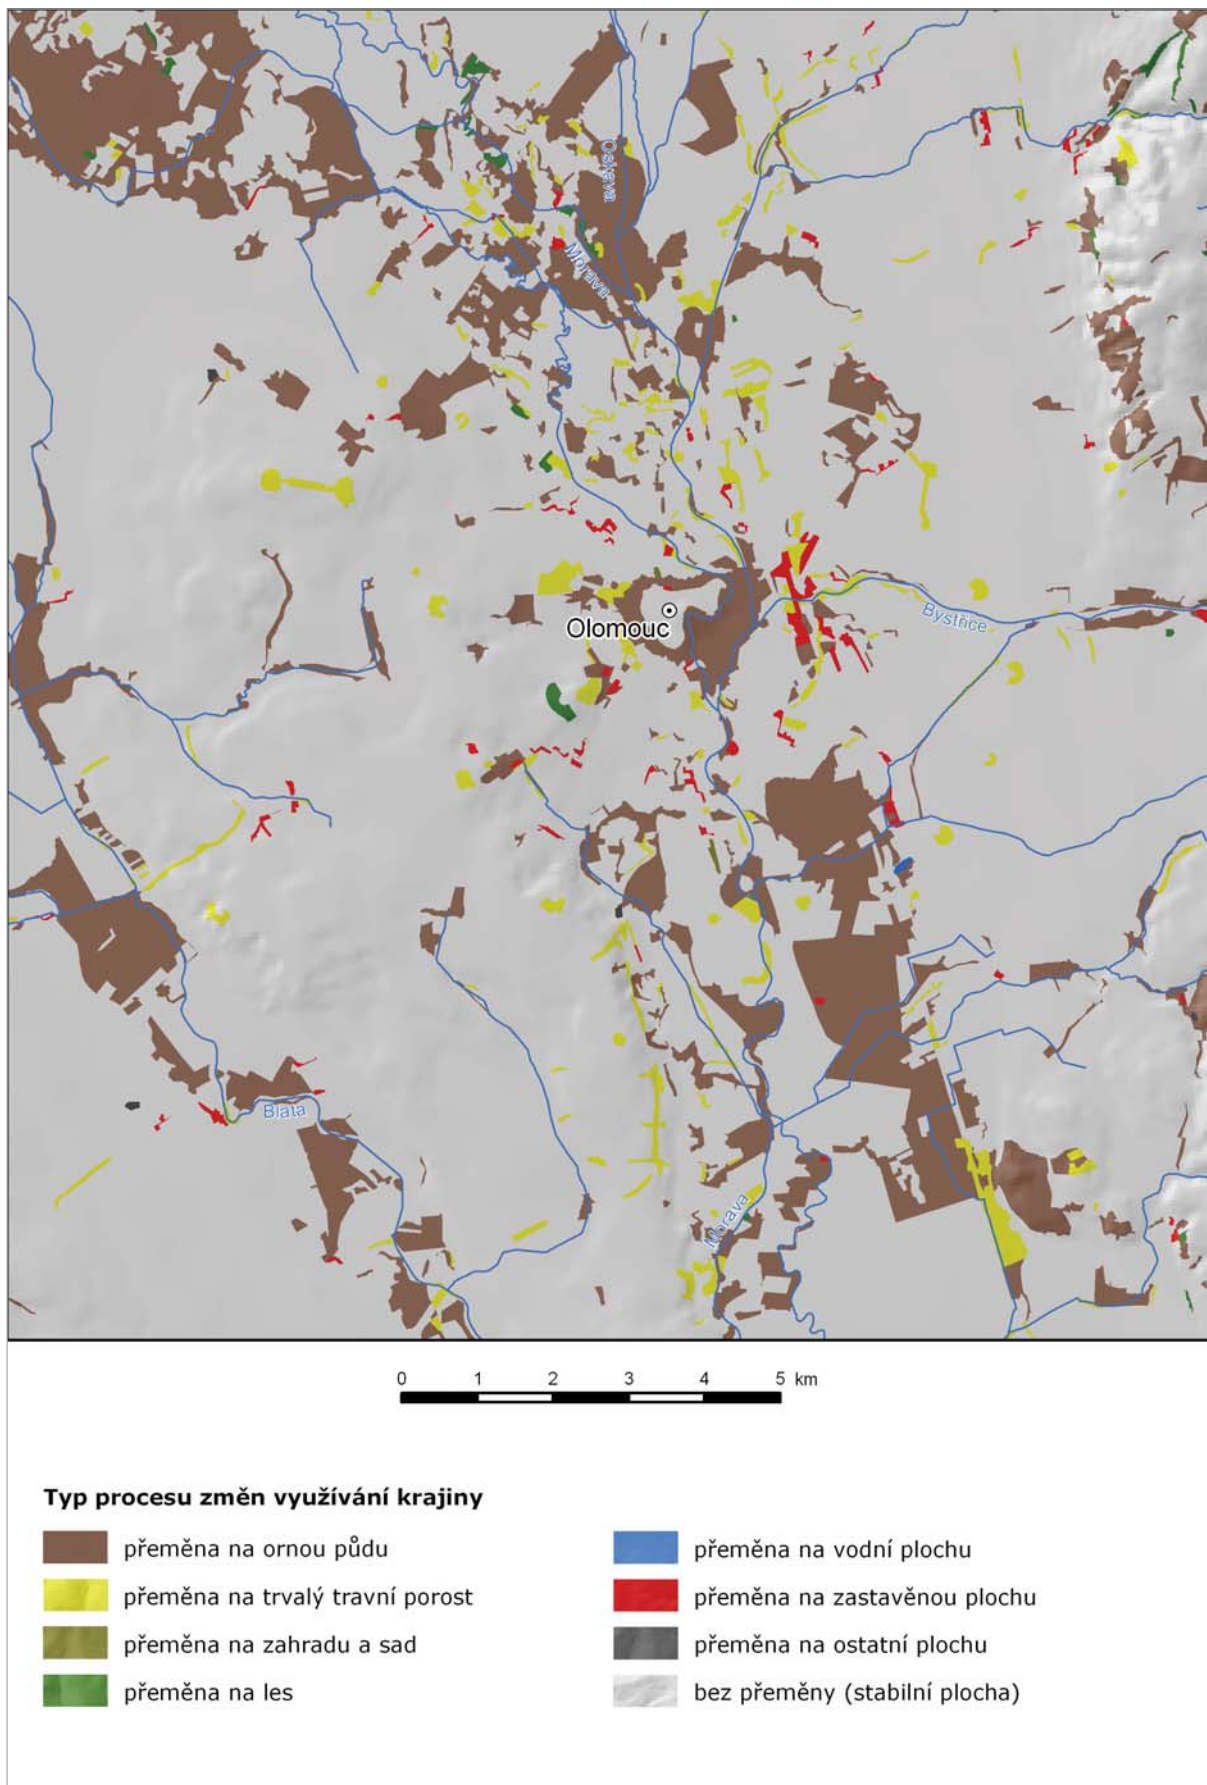 Oskava
Morava
Olomouc
Bystřice
Blata
Morava
0 1 2 3 4 5 km
Typ procesu změn využívání krajiny
přeměna na ornou půdu
přeměna na trvalý travní porost
přeměna na zahradu a sad
přeměna na les
přeměna na vodní plochu
přeměna na zastavěnou plochu
přeměna na ostatní plochu
bez přeměny (stabilní plocha)